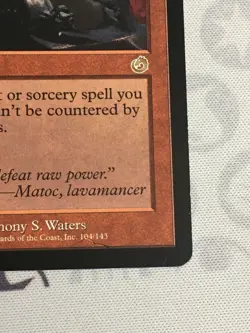 t or sorcery spell you
n't be countered by
s.
defeat raw power."
—Matoc, lavamancer
hony S. Waters
ards of the Coast, Inc. 104/143